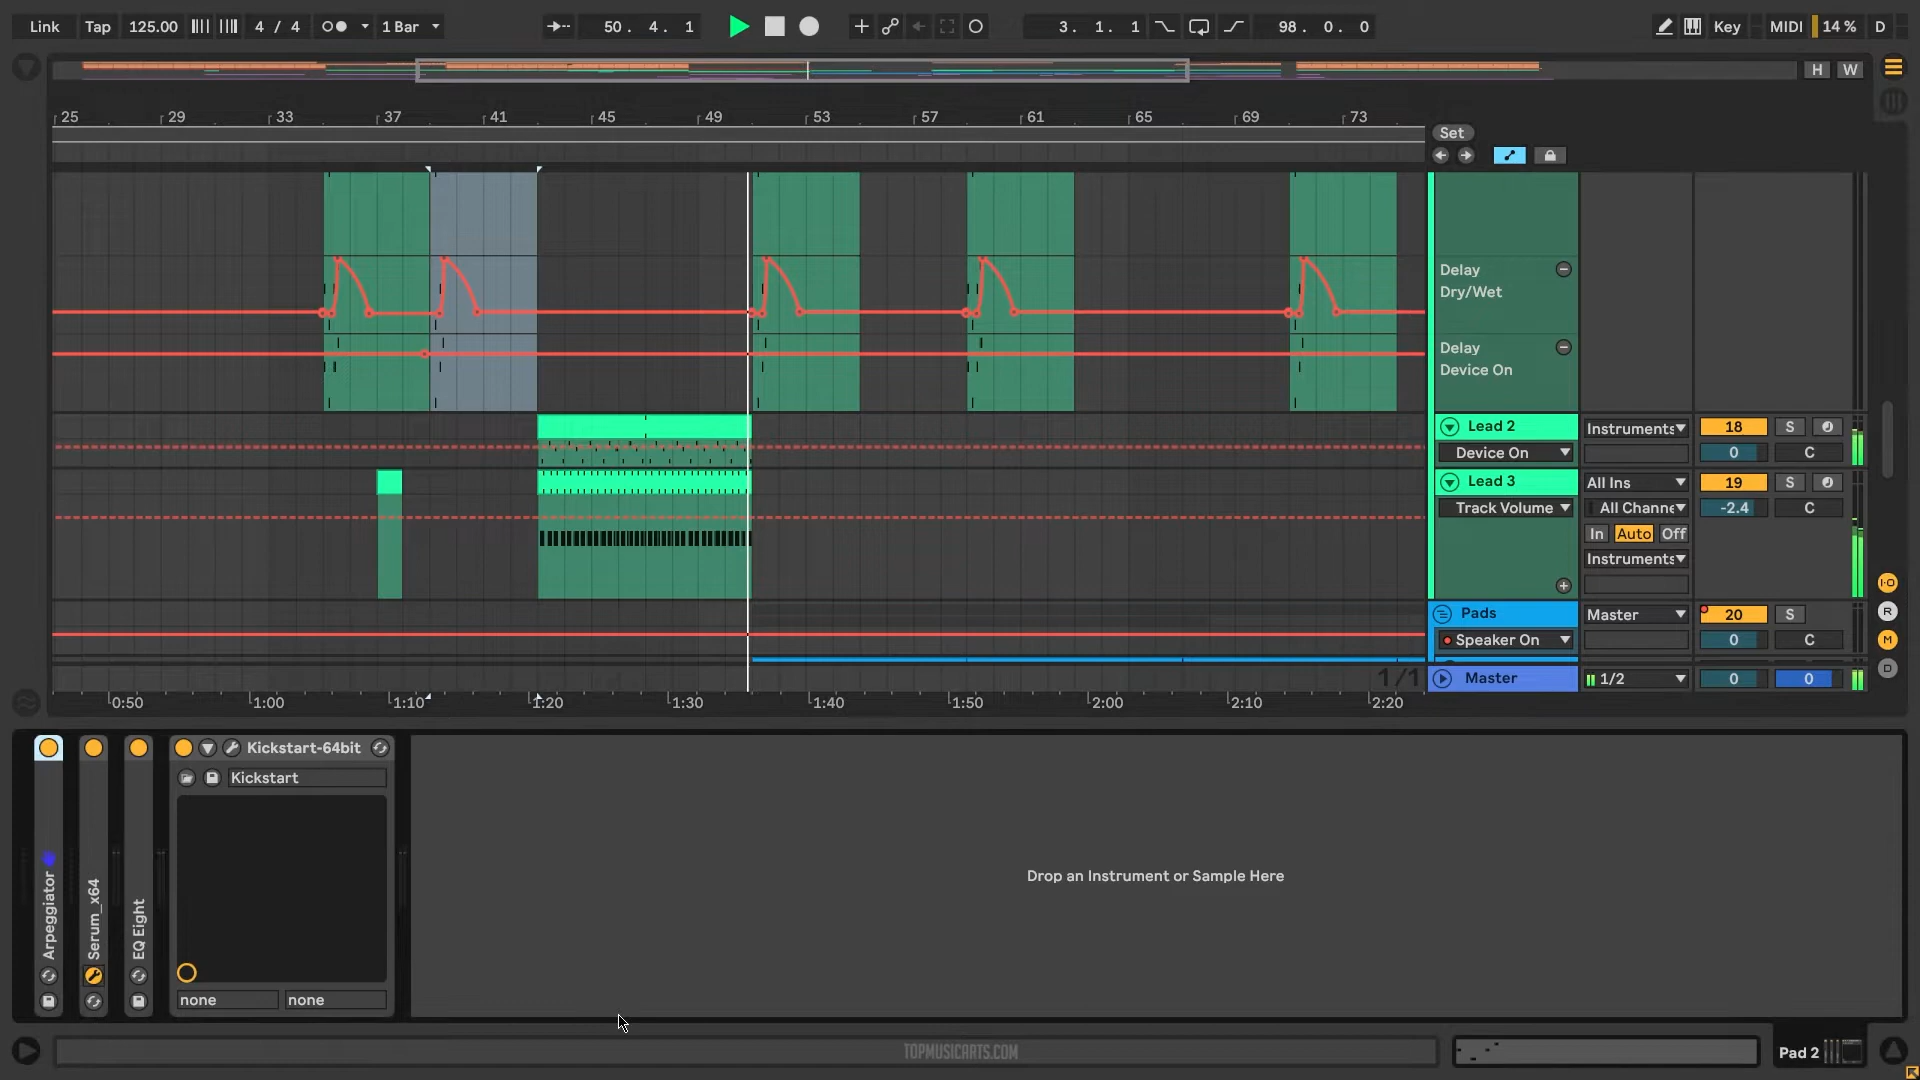 Link Tap 125.00 4 / 4 1 Bar 50. 4. 1 3. 1. 1 98. 0. 0 Key MIDI 14 % D
H W
25 29 33 37 41 45 49 53 57 61 65 69 73
Set
Delay
Dry/Wet
Delay
Device On
Lead 2 Instruments 18 S
Device On 0 C
Lead 3 All Ins 19 S
Track Volume All Channe -2.4 C
In Auto Off
Instruments
Pads Master 20 S
Speaker On 0 C
1/1 Master 1/2 0 0
I·O
R
M
D
0:50 1:00 1:10 1:20 1:30 1:40 1:50 2:00 2:10 2:20
Kickstart-64bit
Kickstart
Arpeggiator
Serum_x64
EQ Eight
Drop an Instrument or Sample Here
none none
TOPMUSICARTS.COM
Pad 2